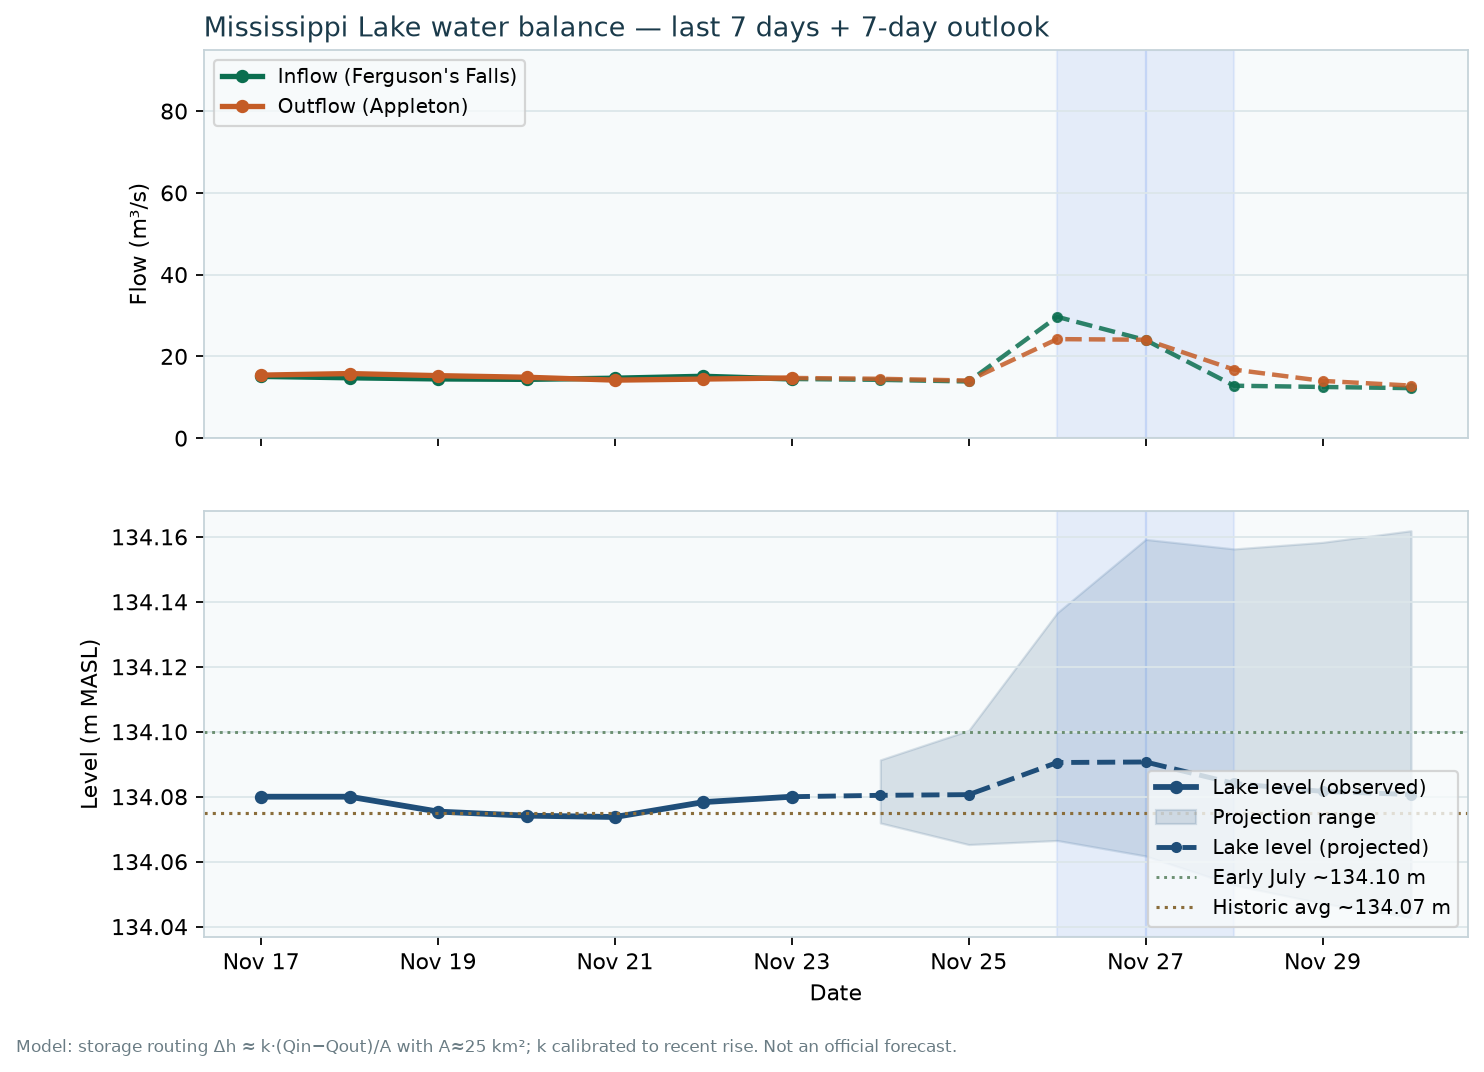 Mississippi Lake water balance — last 7 days + 7-day outlook
Inflow (Ferguson's Falls)
Outflow (Appleton)
Flow (m³/s)
80
60
40
20
0
Level (m MASL)
134.16
134.14
134.12
134.10
134.08
134.06
134.04
Lake level (observed)
Projection range
Lake level (projected)
Early July ~134.10 m
Historic avg ~134.07 m
Nov 17 Nov 19 Nov 21 Nov 23 Nov 25 Nov 27 Nov 29
Date
Model: storage routing Δh ≈ k·(Qin−Qout)/A with A≈25 km²; k calibrated to recent rise. Not an official forecast.